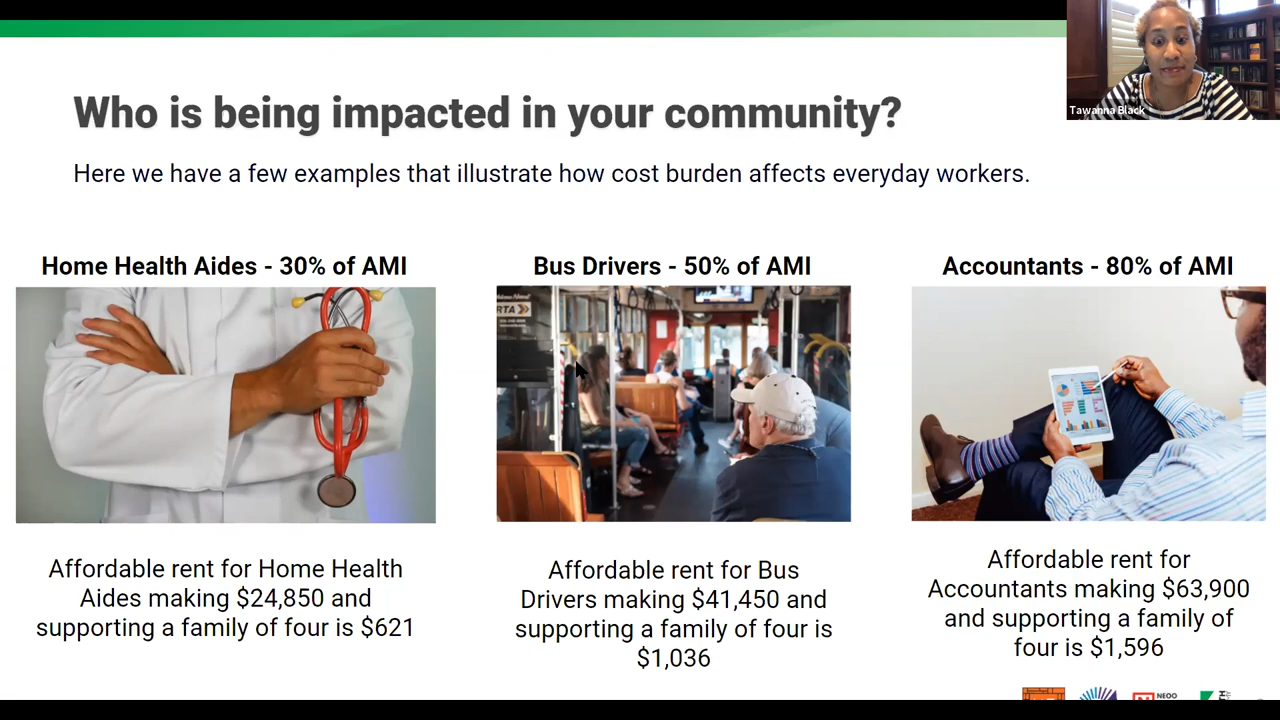 Tawanna Black
Who is being impacted in your community?
Here we have a few examples that illustrate how cost burden affects everyday workers.
Home Health Aides - 30% of AMI
Bus Drivers - 50% of AMI
Accountants - 80% of AMI
RTA
Affordable rent for Home Health
Aides making $24,850 and
supporting a family of four is $621
Affordable rent for Bus
Drivers making $41,450 and
supporting a family of four is
$1,036
Affordable rent for
Accountants making $63,900
and supporting a family of
four is $1,596
NEOO